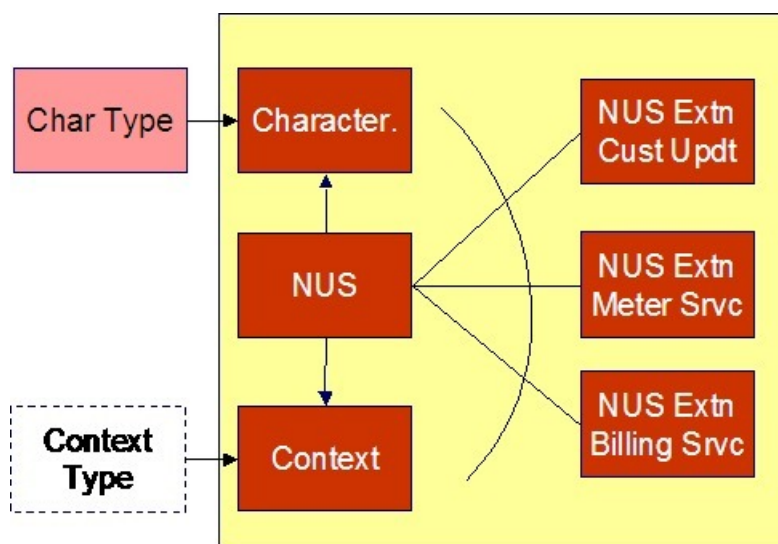 Char Type
Character.
NUS Extn
Cust Updt
NUS
NUS Extn
Meter Srvc
Context
Type
Context
NUS Extn
Billing Srvc